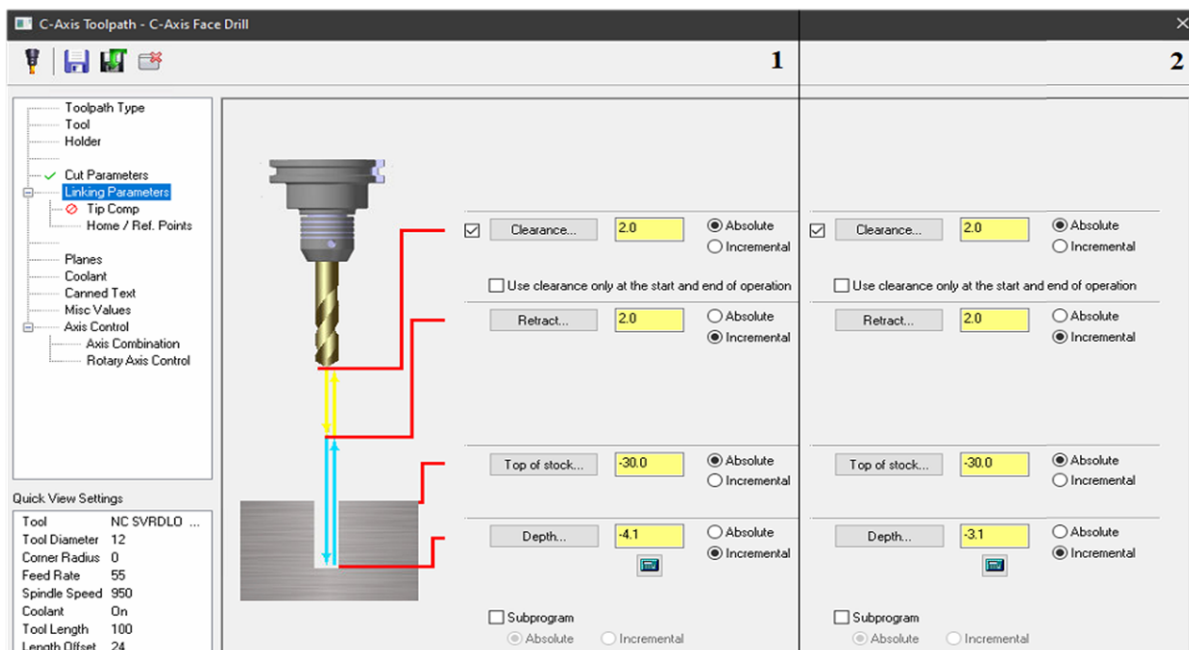 C-Axis Toolpath - C-Axis Face Drill
1
2
Toolpath Type
Tool
Holder
Cut Parameters
Linking Parameters
Tip Comp
Home / Ref. Points
Planes
Coolant
Canned Text
Misc Values
Axis Control
Axis Combination
Rotary Axis Control
Quick View Settings
Tool NC SVRDLO ...
Tool Diameter 12
Corner Radius 0
Feed Rate 55
Spindle Speed 950
Coolant On
Tool Length 100
Length Offset 24
Clearance... 2.0 Absolute
Incremental
Use clearance only at the start and end of operation
Retract... 2.0 Absolute
Incremental
Top of stock... -30.0 Absolute
Incremental
Depth... -4.1 Absolute
Incremental
Subprogram
Absolute Incremental
Clearance... 2.0 Absolute
Incremental
Use clearance only at the start and end of operation
Retract... 2.0 Absolute
Incremental
Top of stock... -30.0 Absolute
Incremental
Depth... -3.1 Absolute
Incremental
Subprogram
Absolute Incremental